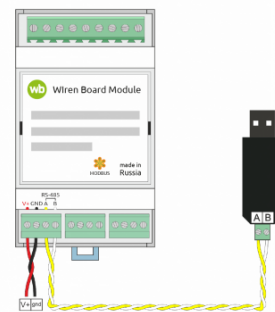 wb Wiren Board Module
MODBUS
made in
Russia
RS-485
V+ GND A B
A B
V+ gnd